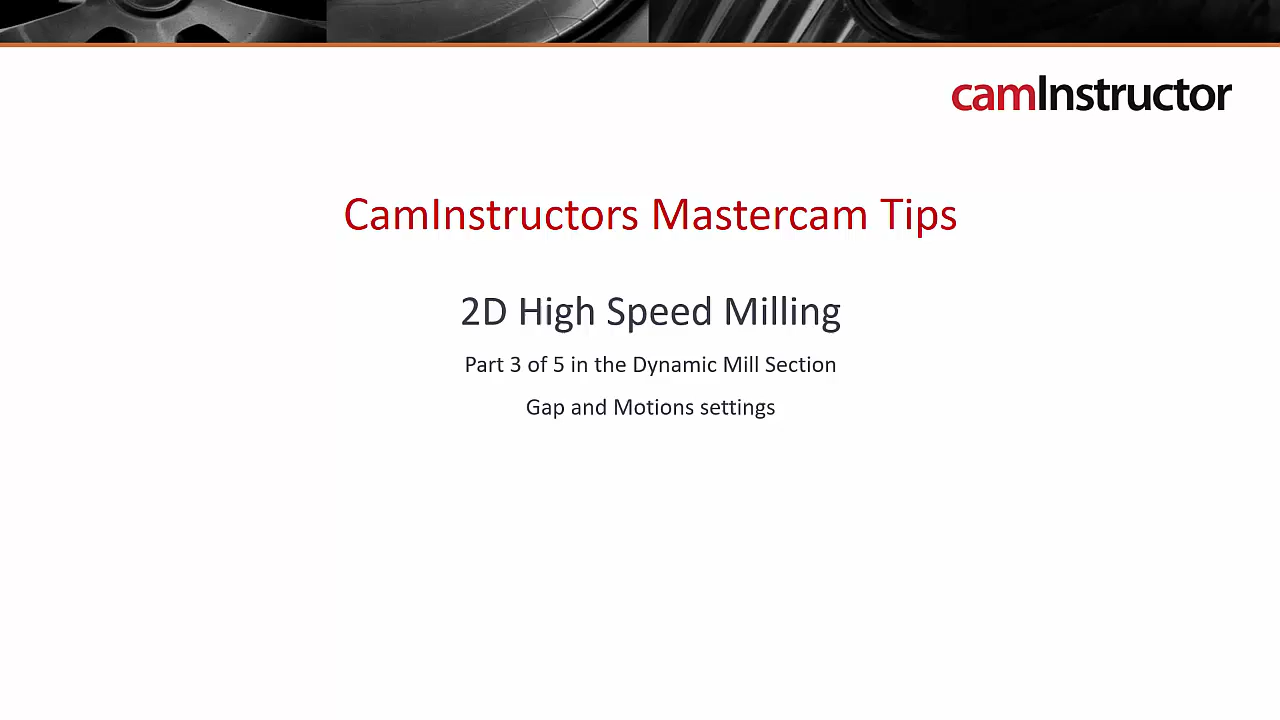 camInstructor
CamInstructors Mastercam Tips
2D High Speed Milling
Part 3 of 5 in the Dynamic Mill Section
Gap and Motions settings